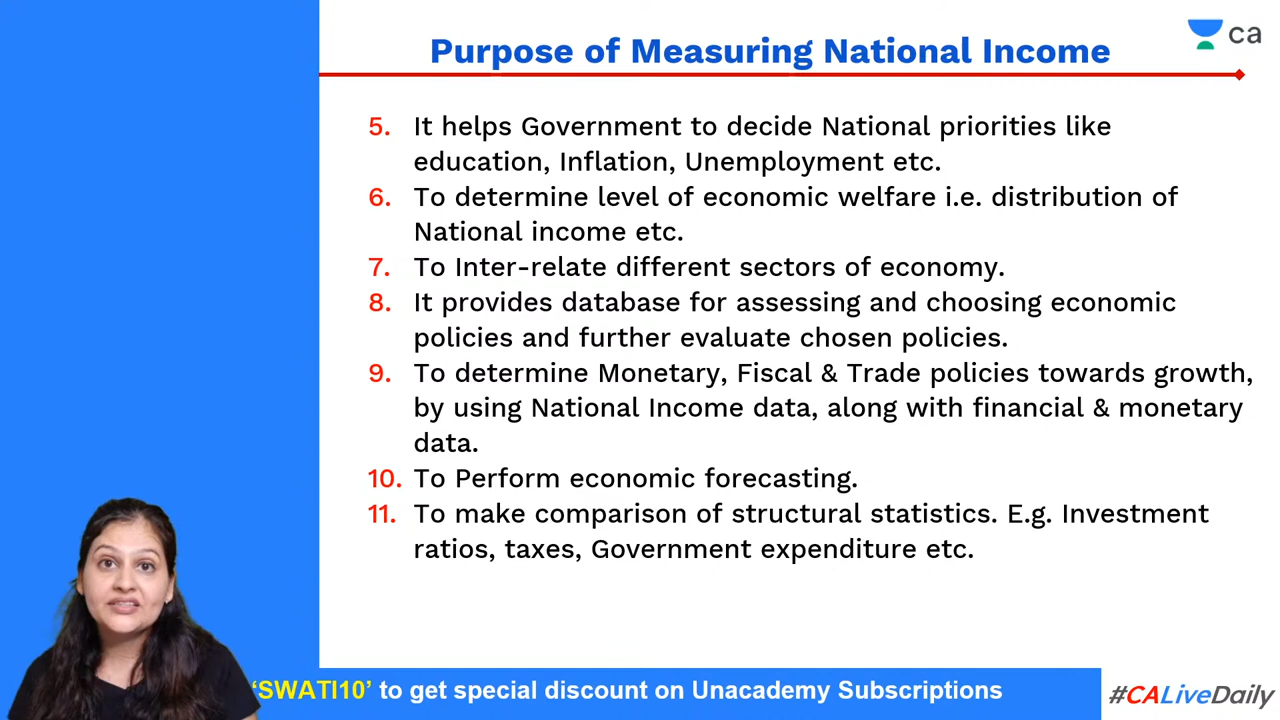 Purpose of Measuring National Income
ca
5. It helps Government to decide National priorities like
education, Inflation, Unemployment etc.
6. To determine level of economic welfare i.e. distribution of
National income etc.
7. To Inter-relate different sectors of economy.
8. It provides database for assessing and choosing economic
policies and further evaluate chosen policies.
9. To determine Monetary, Fiscal & Trade policies towards growth,
by using National Income data, along with financial & monetary
data.
10. To Perform economic forecasting.
11. To make comparison of structural statistics. E.g. Investment
ratios, taxes, Government expenditure etc.
‘SWATI10’ to get special discount on Unacademy Subscriptions
#CALiveDaily